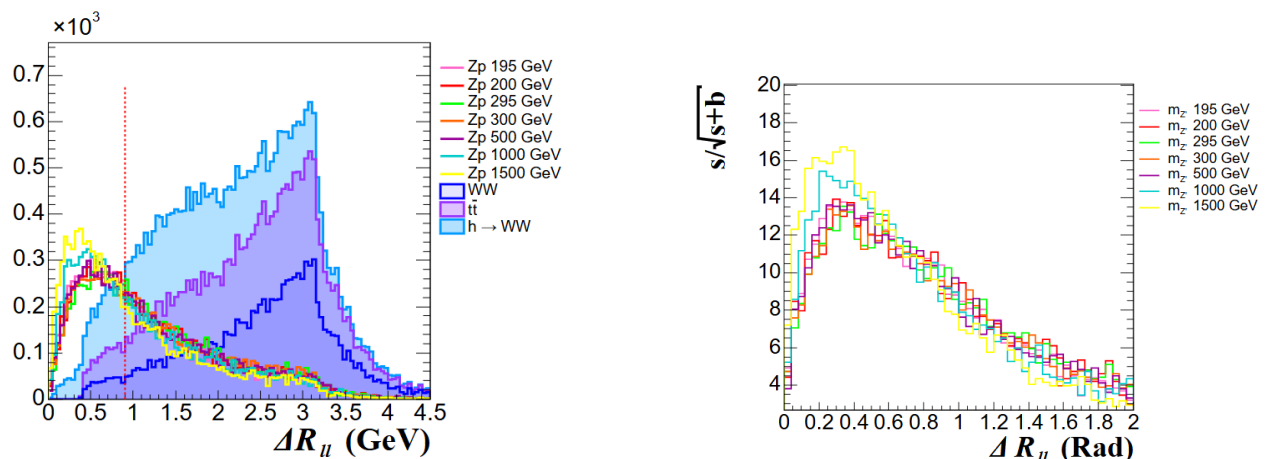 ×10³
0.7
0.6
0.5
0.4
0.3
0.2
0.1
0
0 0.5 1 1.5 2 2.5 3 3.5 4 4.5
ΔR_ll (GeV)
Zp 195 GeV
Zp 200 GeV
Zp 295 GeV
Zp 300 GeV
Zp 500 GeV
Zp 1000 GeV
Zp 1500 GeV
WW
tt̄
h → WW
s/√s+b
20
18
16
14
12
10
8
6
4
0 0.2 0.4 0.6 0.8 1 1.2 1.4 1.6 1.8 2
ΔR_ll (Rad)
m_Z' 195 GeV
m_Z' 200 GeV
m_Z' 295 GeV
m_Z' 300 GeV
m_Z' 500 GeV
m_Z' 1000 GeV
m_Z' 1500 GeV